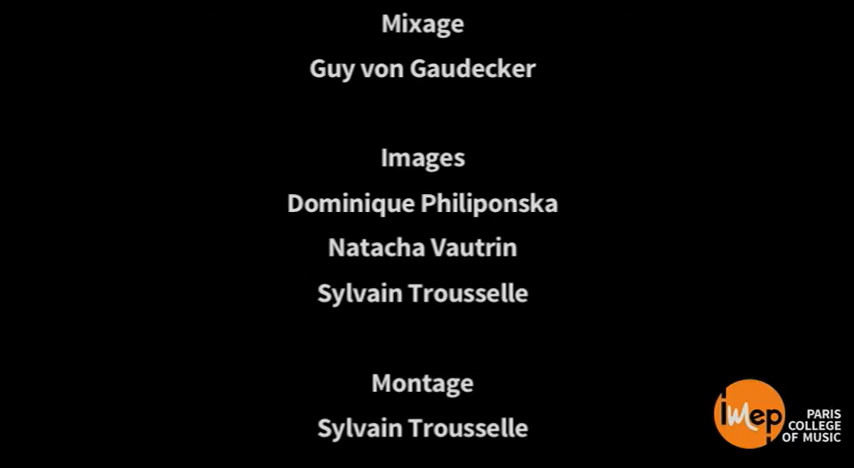 Mixage
Guy von Gaudecker
Images
Dominique Philiponska
Natacha Vautrin
Sylvain Trousselle
Montage
Sylvain Trousselle
imep
PARIS
COLLEGE
OF MUSIC